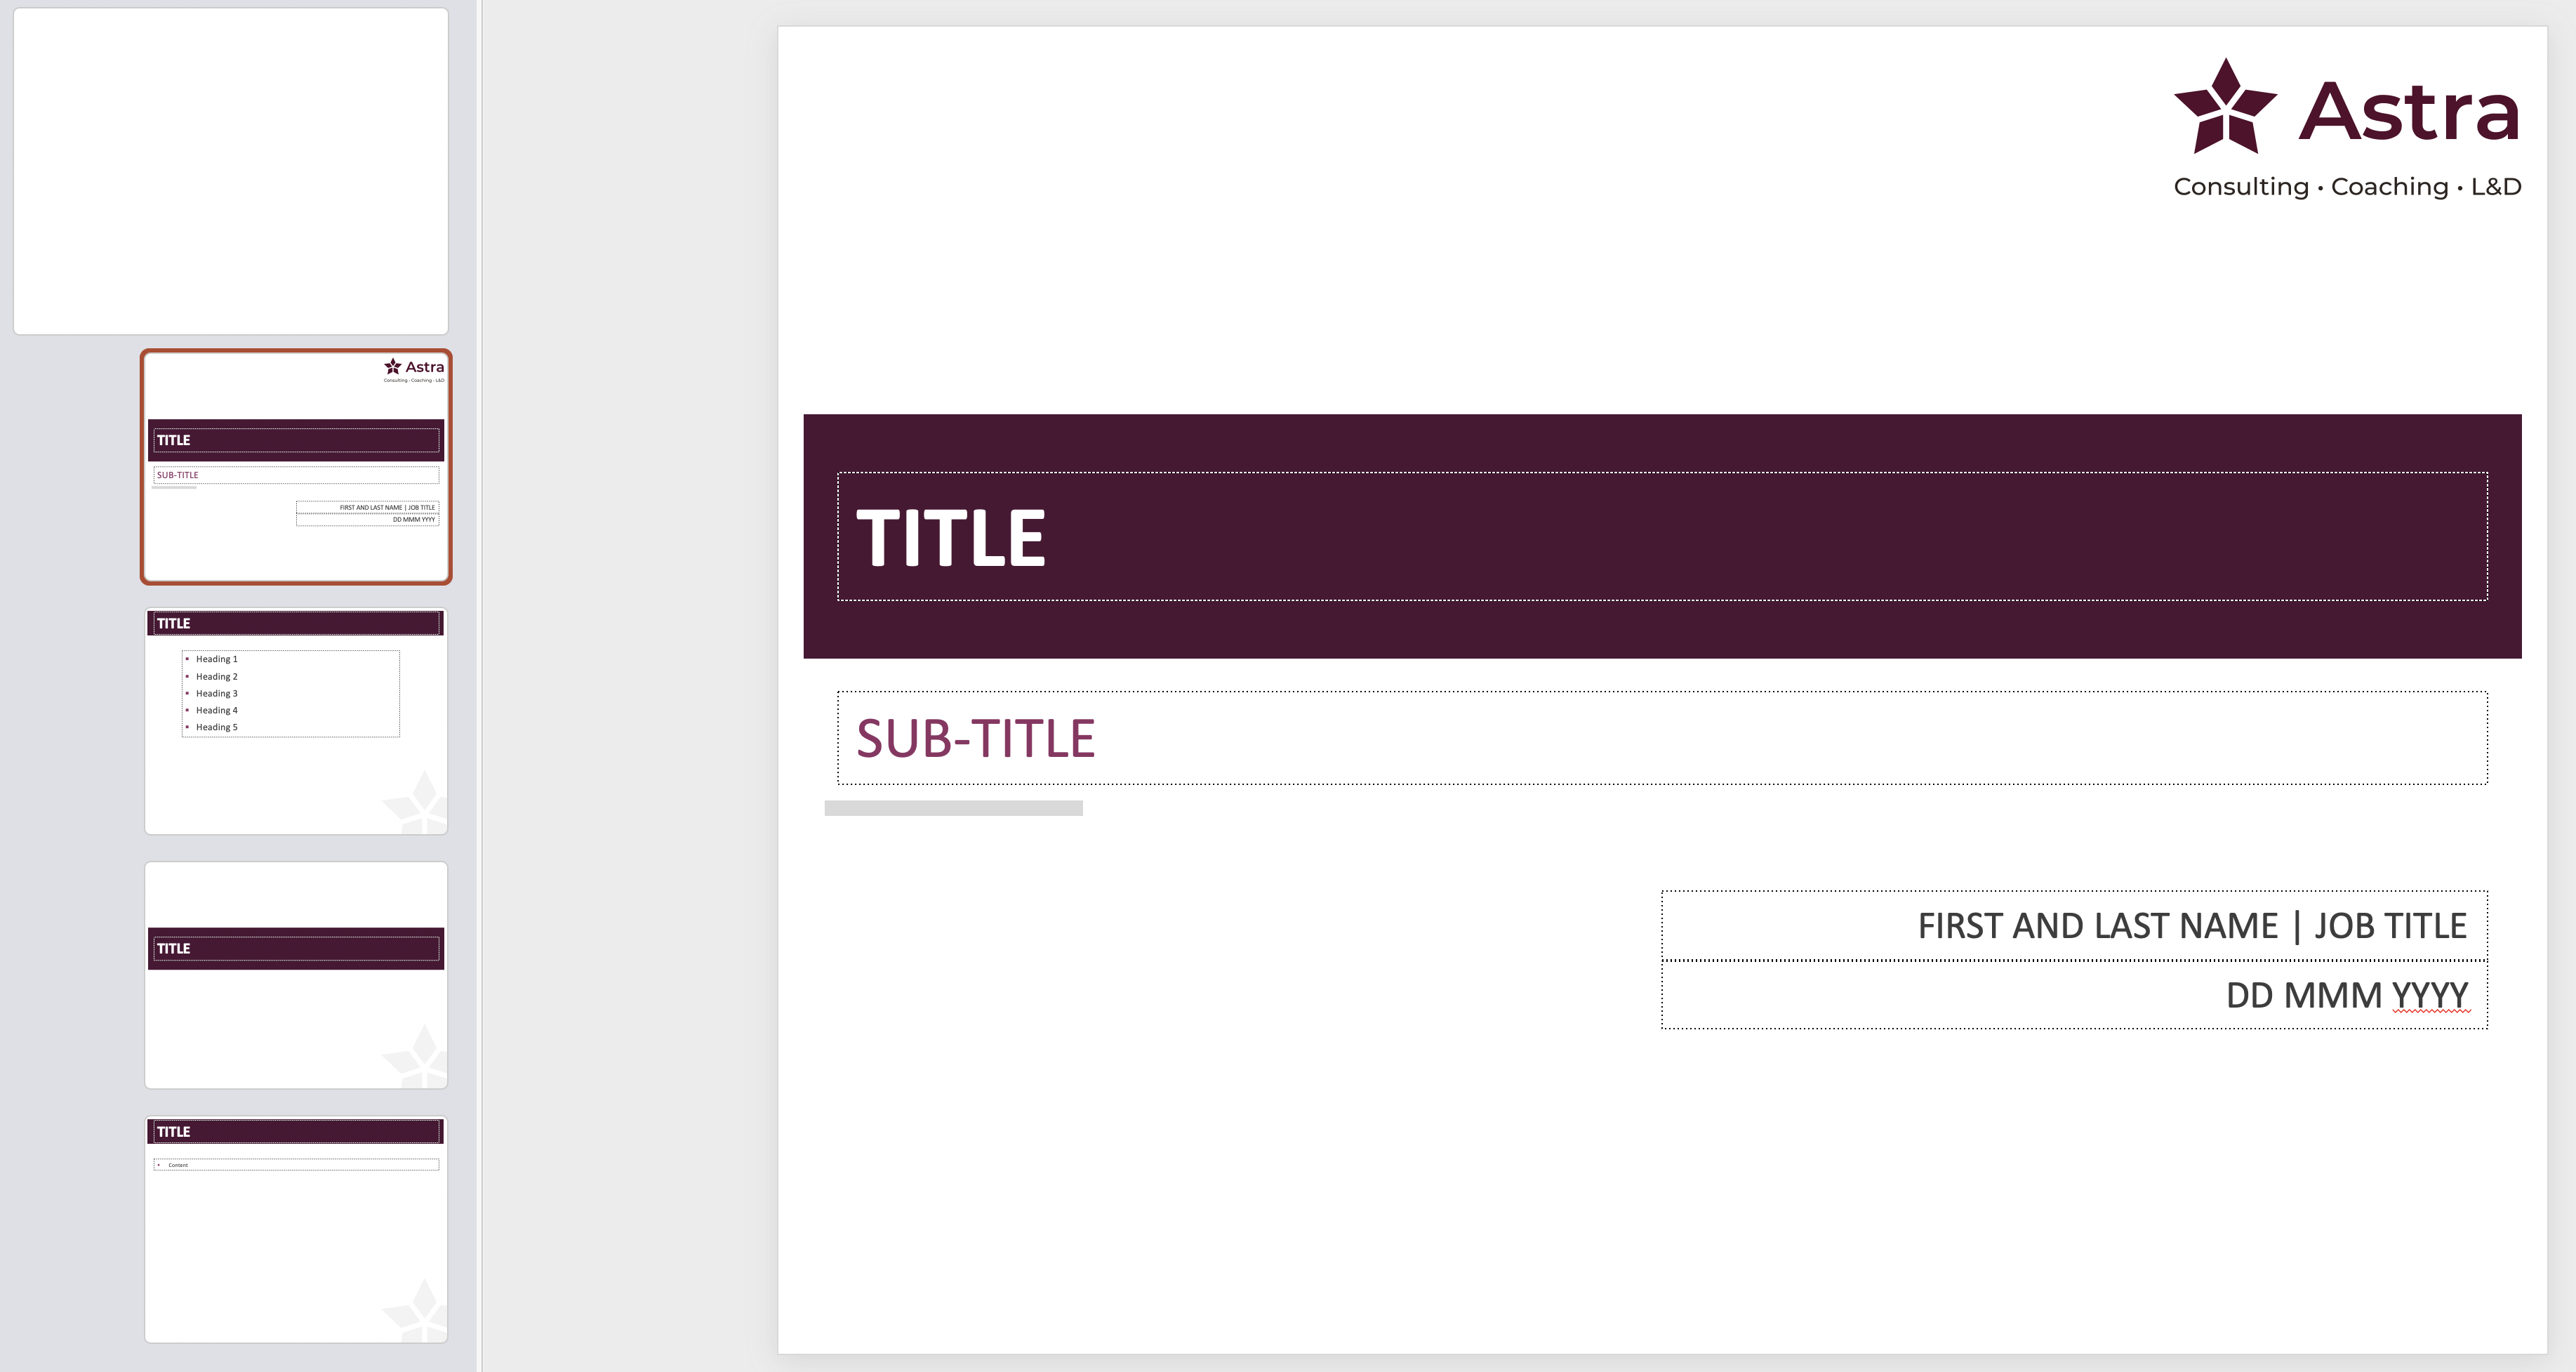 Astra
Consulting • Coaching • L&D
TITLE
SUB-TITLE
FIRST AND LAST NAME | JOB TITLE
DD MMM YYYY
TITLE
Heading 1
Heading 2
Heading 3
Heading 4
Heading 5
TITLE
TITLE
Content
Astra
Consulting • Coaching • L&D
TITLE
SUB-TITLE
FIRST AND LAST NAME | JOB TITLE
DD MMM YYYY